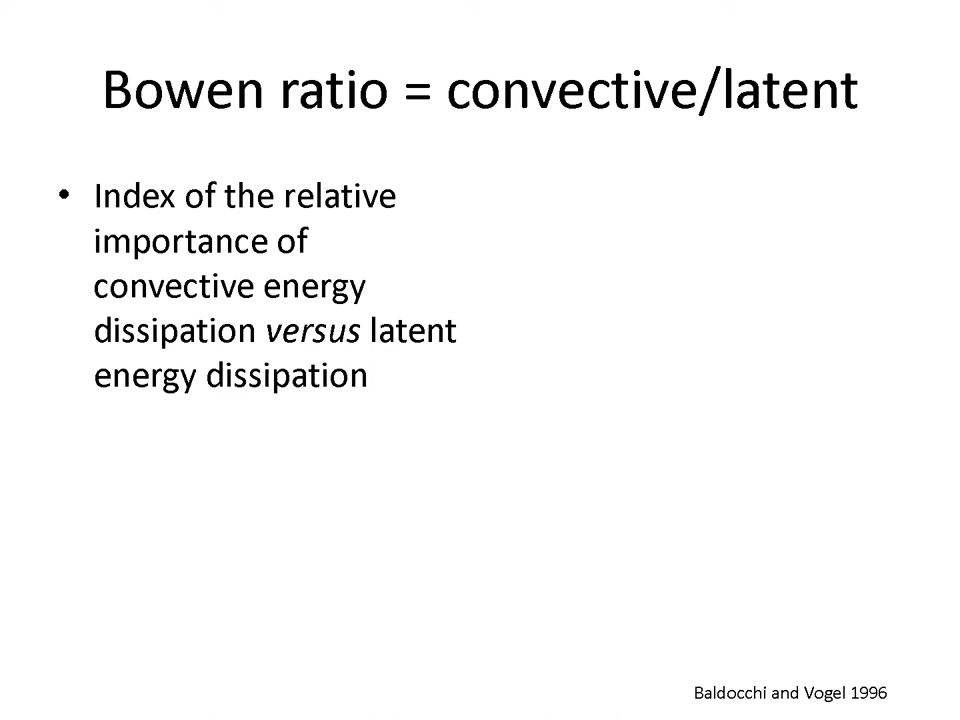 Bowen ratio = convective/latent
• Index of the relative
importance of
convective energy
dissipation versus latent
energy dissipation
Baldocchi and Vogel 1996